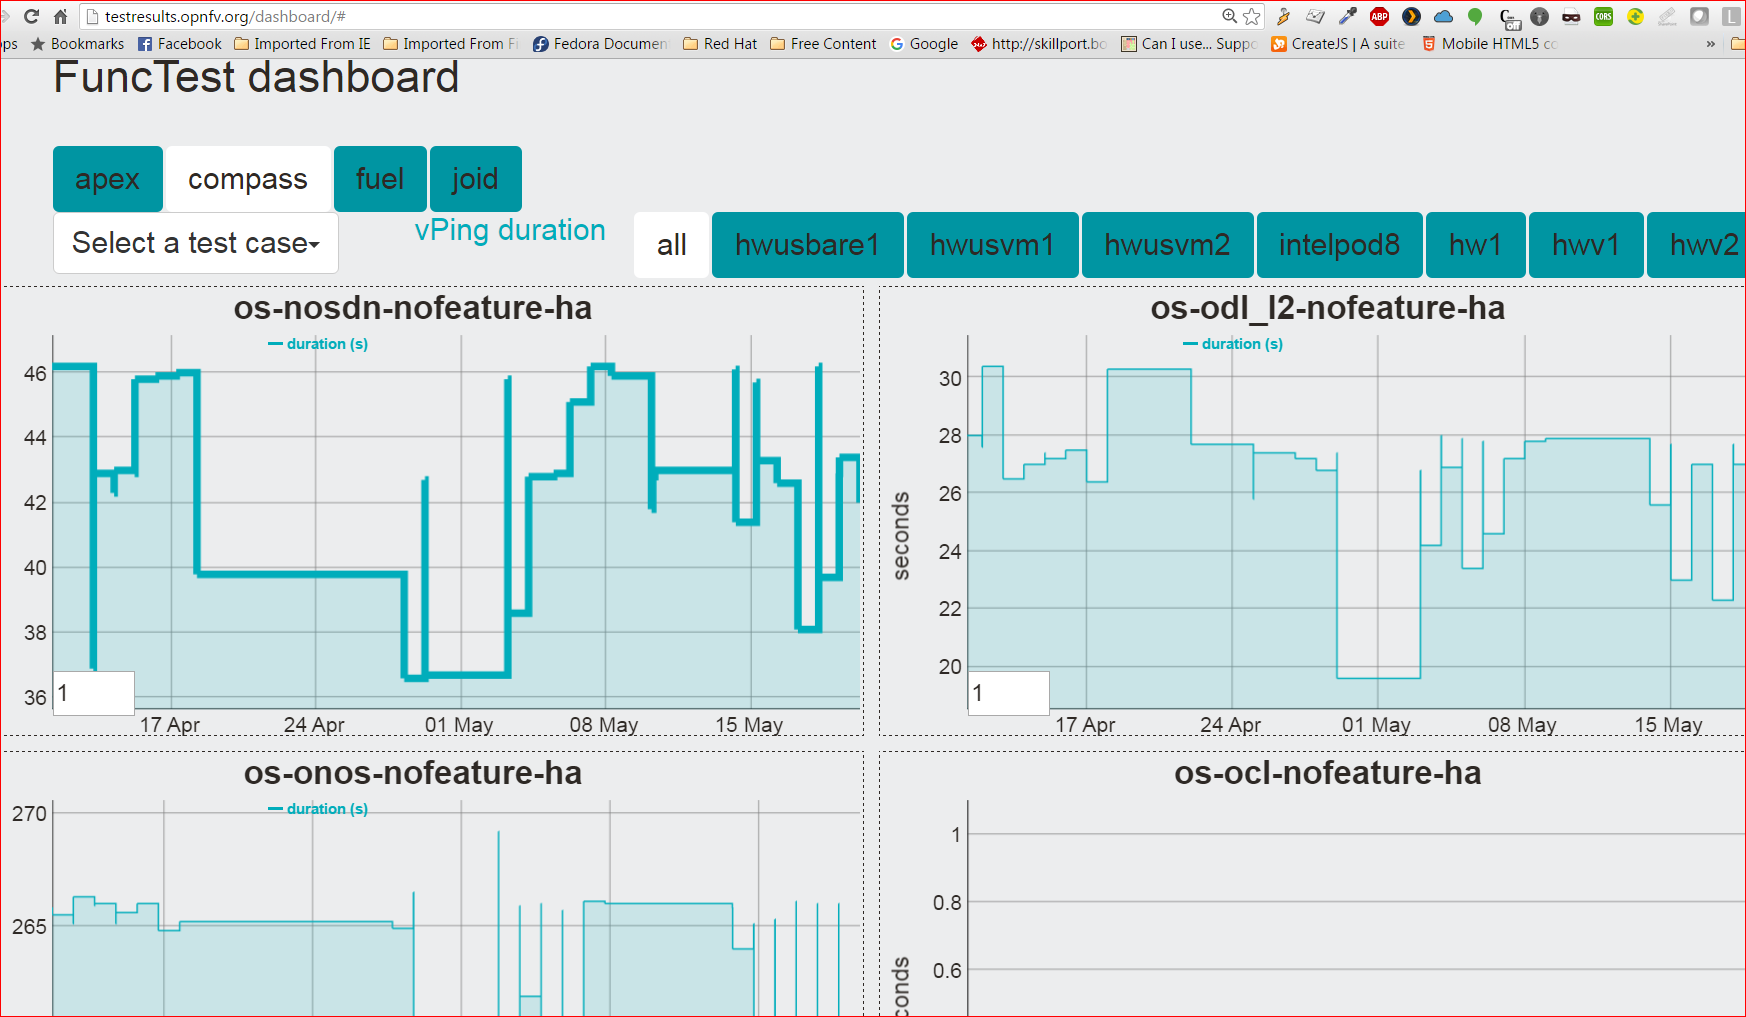 testresults.opnfv.org/dashboard/#
ABP
CORS
Off
L
ops Bookmarks Facebook Imported From IE Imported From F Fedora Documen Red Hat Free Content Google http://skillport.bo Can I use... Suppo CreateJS | A suite Mobile HTML5 co »
FuncTest dashboard
apex compass fuel joid
Select a test case
vPing duration
all hwusbare1 hwusvm1 hwusvm2 intelpod8 hw1 hwv1 hwv2
os-nosdn-nofeature-ha
duration (s)
46
44
42
40
38
36
1
17 Apr 24 Apr 01 May 08 May 15 May
os-odl_l2-nofeature-ha
duration (s)
seconds
30
28
26
24
22
20
1
17 Apr 24 Apr 01 May 08 May 15 May
os-onos-nofeature-ha
duration (s)
270
265
os-ocl-nofeature-ha
1
0.8
0.6
conds